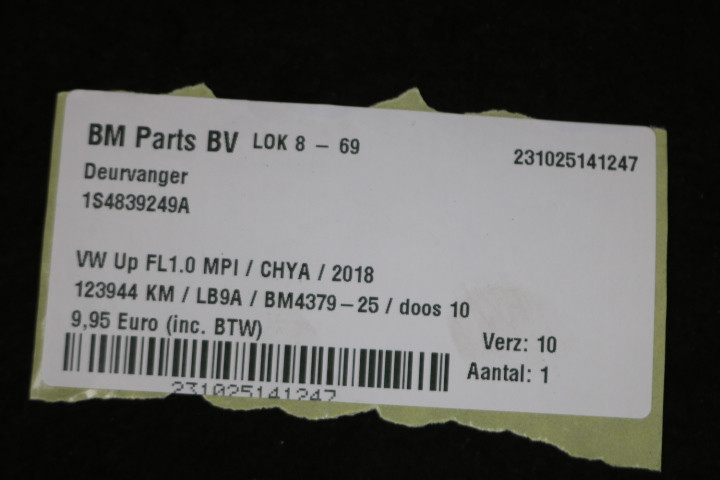 BM Parts BV LOK 8 - 69 231025141247
Deurvanger
1S4839249A
VW Up FL1.0 MPI / CHYA / 2018
123944 KM / LB9A / BM4379-25 / doos 10
9,95 Euro (inc. BTW)
Verz: 10
Aantal: 1
231025141247